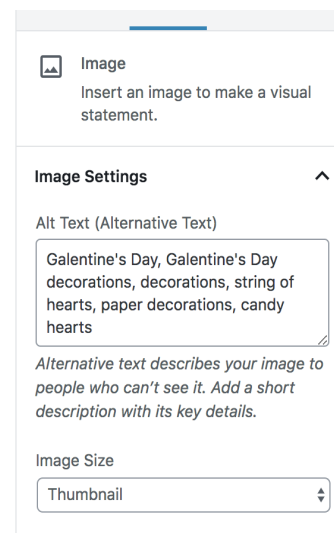 Image
Insert an image to make a visual
statement.
Image Settings
Alt Text (Alternative Text)
Galentine's Day, Galentine's Day
decorations, decorations, string of
hearts, paper decorations, candy
hearts
Alternative text describes your image to
people who can't see it. Add a short
description with its key details.
Image Size
Thumbnail